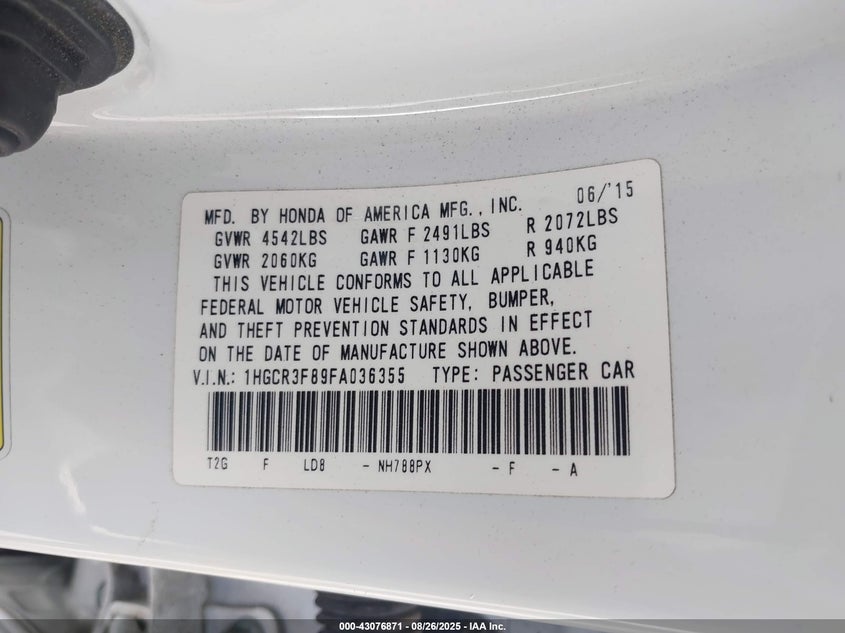 MFD. BY HONDA OF AMERICA MFG., INC. 06/'15
GVWR 4542LBS GAWR F 2491LBS R 2072LBS
GVWR 2060KG GAWR F 1130KG R 940KG
THIS VEHICLE CONFORMS TO ALL APPLICABLE
FEDERAL MOTOR VEHICLE SAFETY, BUMPER,
AND THEFT PREVENTION STANDARDS IN EFFECT
ON THE DATE OF MANUFACTURE SHOWN ABOVE.
V.I.N.: 1HGCR3F89FA036355 TYPE: PASSENGER CAR
T2G F LD8 - NH788PX - F - A
000-43076871 - 08/26/2025 - IAA Inc.